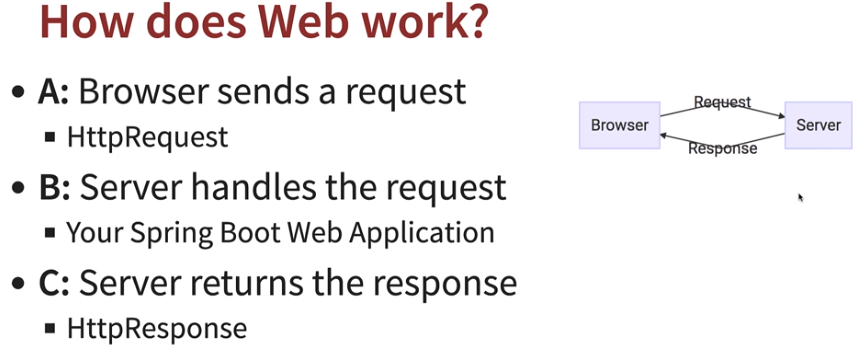 How does Web work?
• A: Browser sends a request
▪ HttpRequest
• B: Server handles the request
▪ Your Spring Boot Web Application
• C: Server returns the response
▪ HttpResponse
Request
Browser
Server
Response